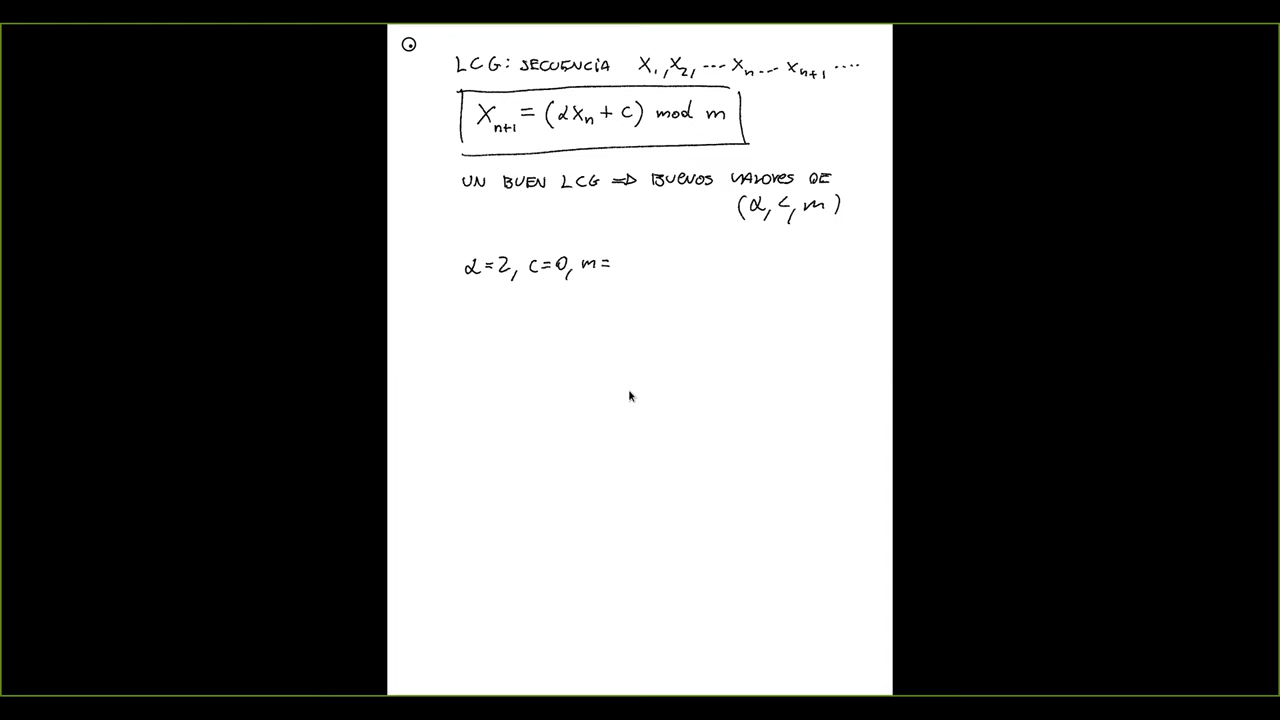 LCG: SECUENCIA X₁, X₂, ---- Xₙ ---- Xₙ₊₁ ....
Xₙ₊₁ = (αXₙ + C) mod m
UN BUEN LCG ⇒ BUENOS VALORES DE
(α, C, m)
α=2, C=0, m=